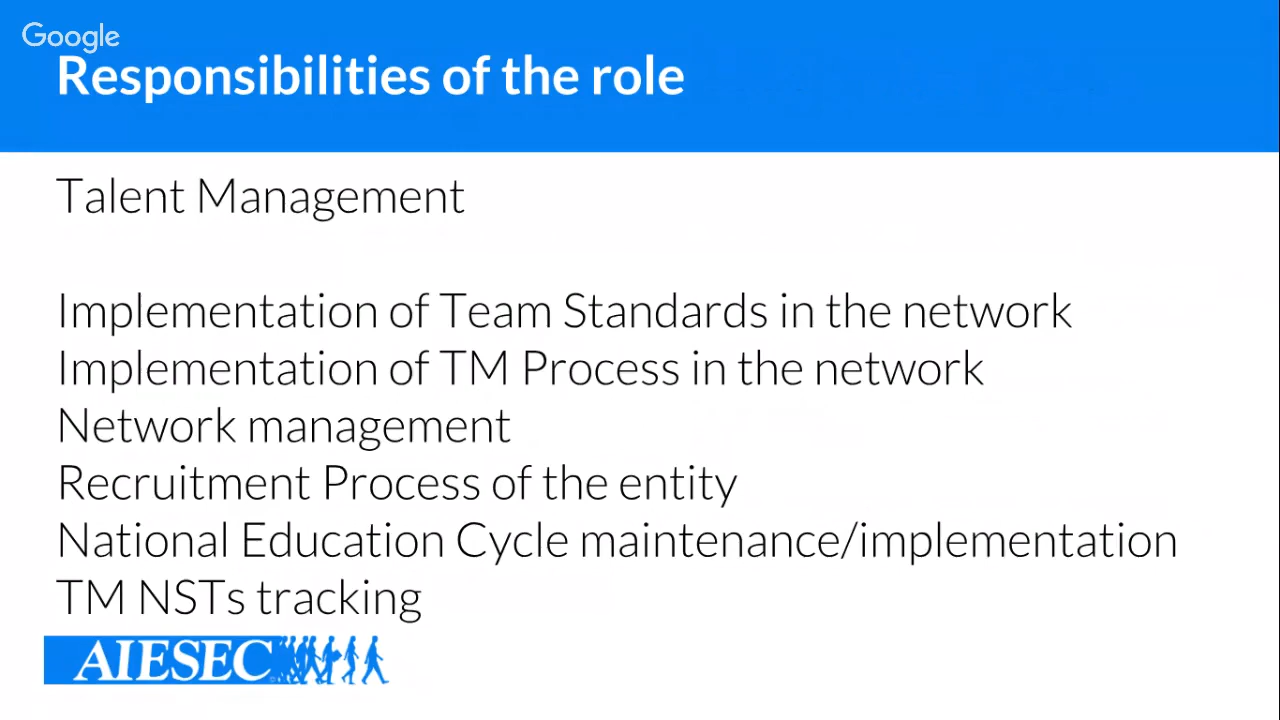 Google
Responsibilities of the role
Talent Management
Implementation of Team Standards in the network
Implementation of TM Process in the network
Network management
Recruitment Process of the entity
National Education Cycle maintenance/implementation
TM NSTs tracking
AIESEC